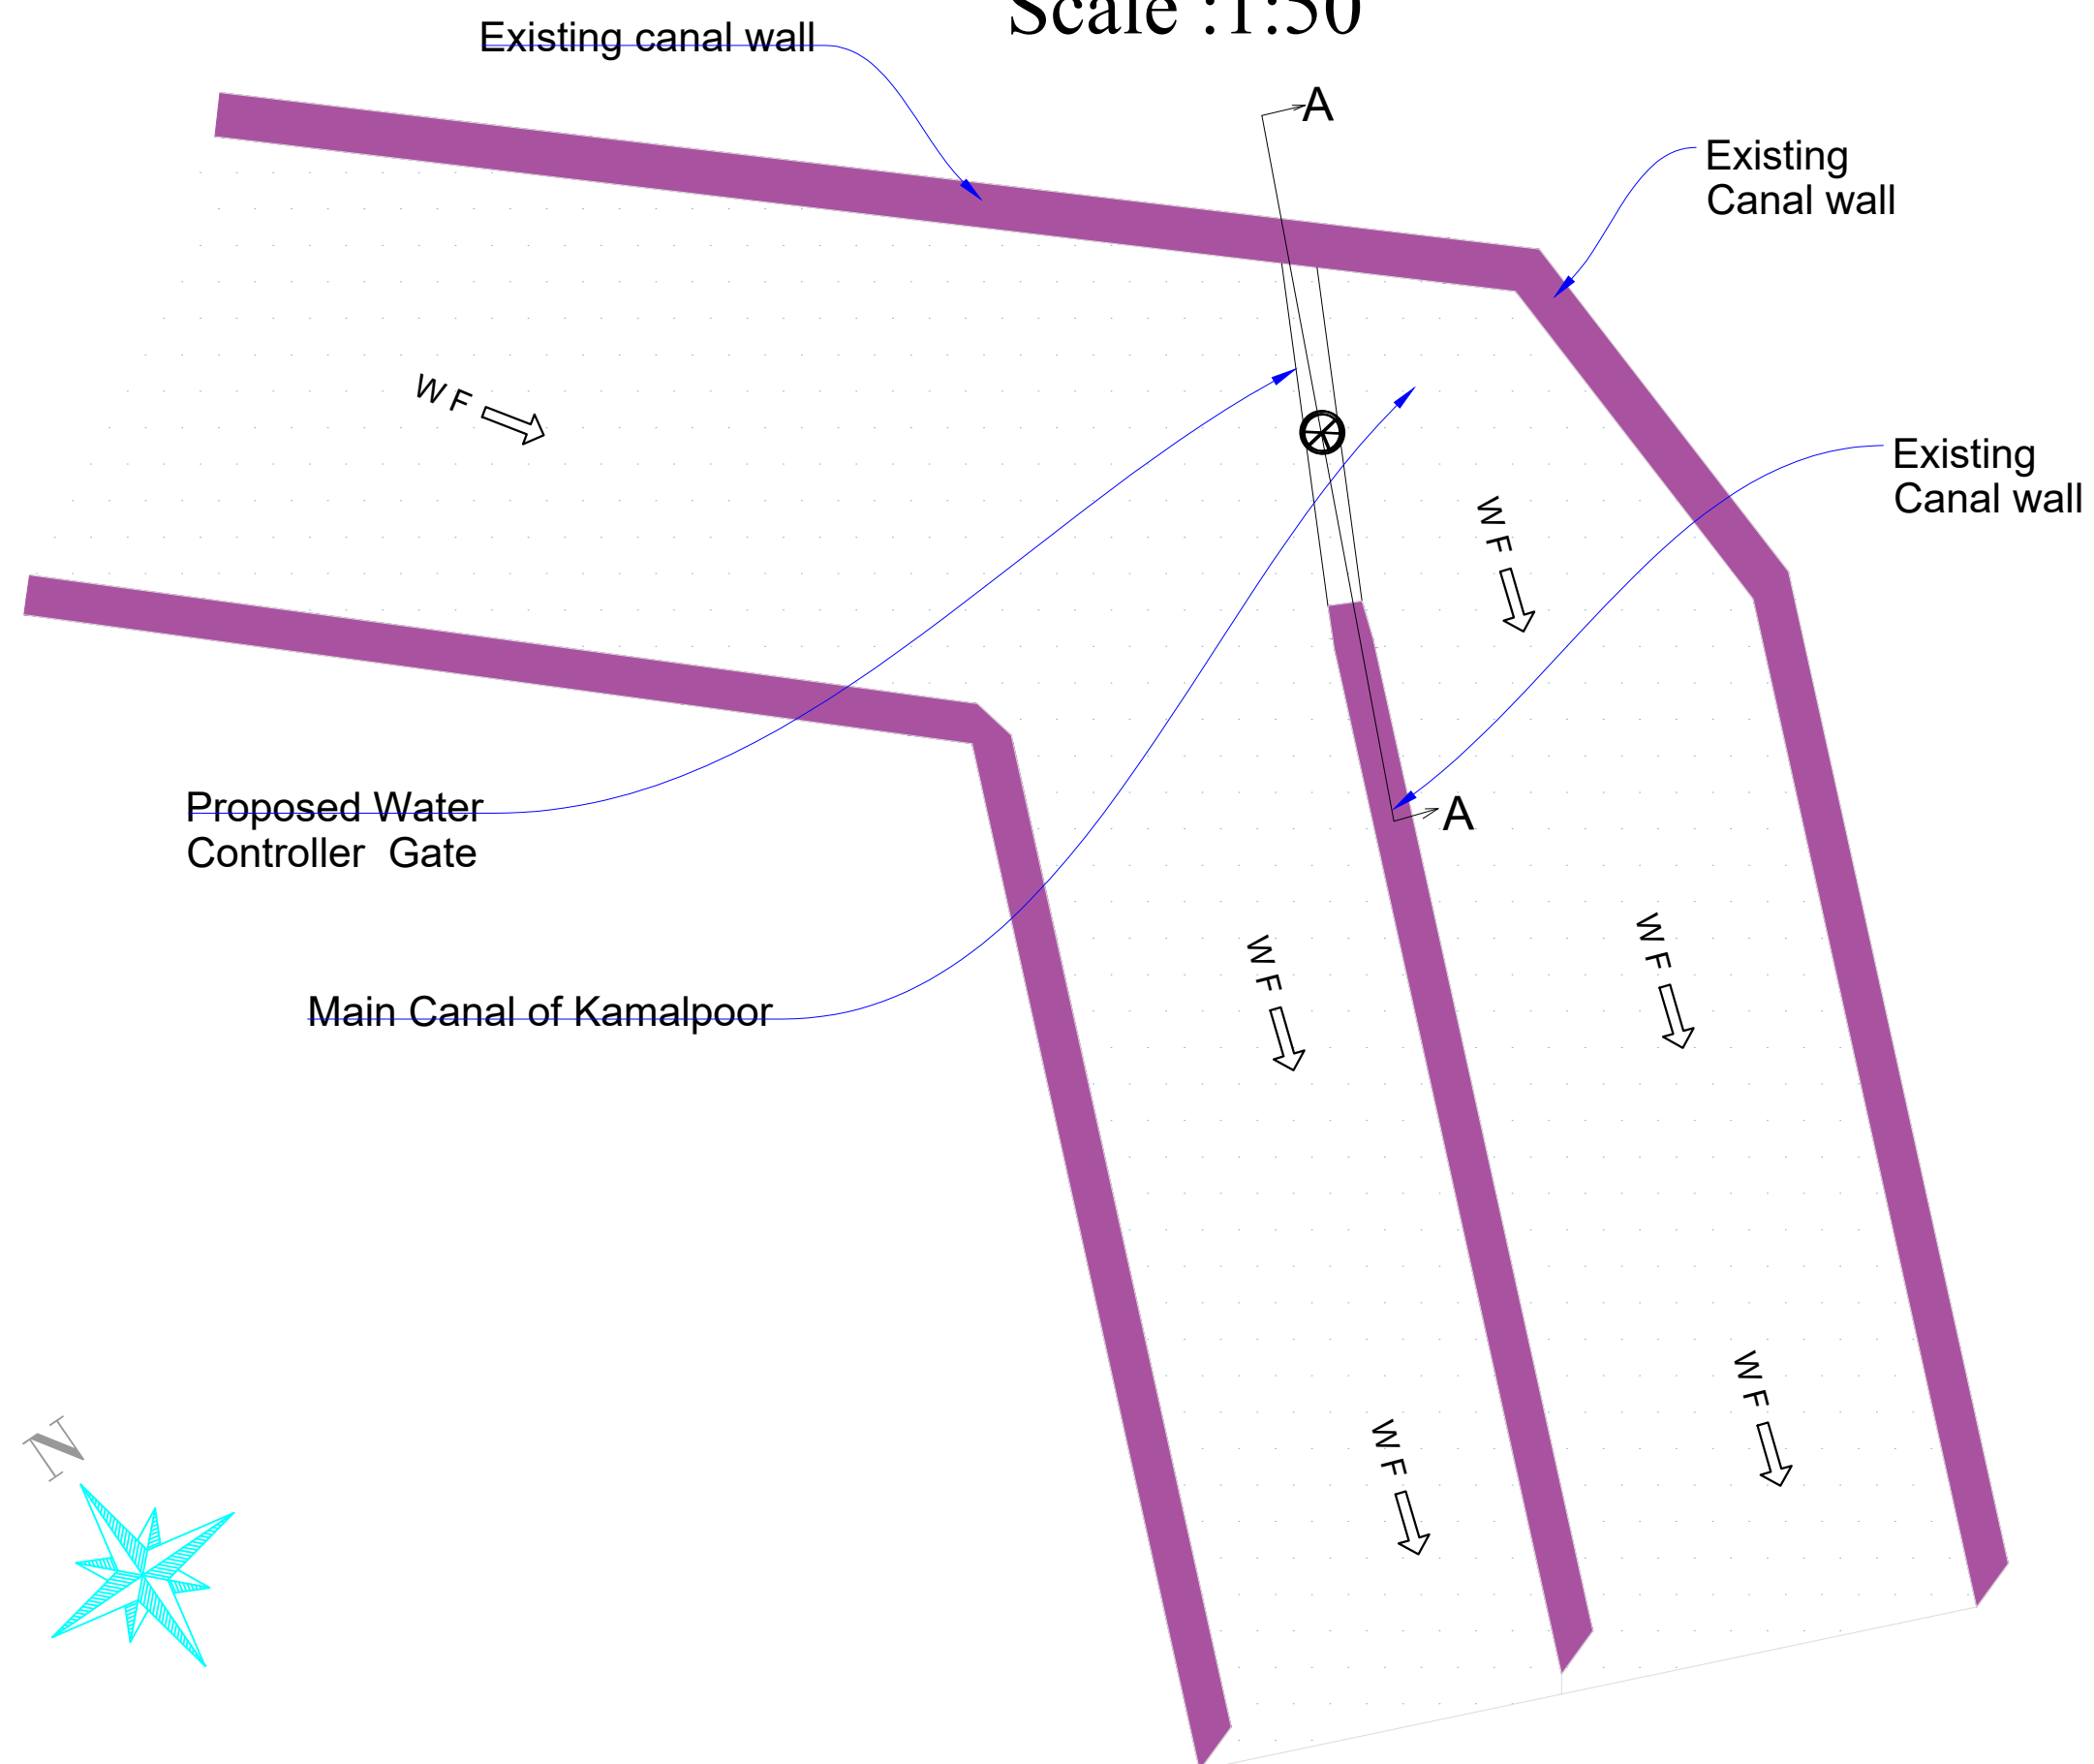 Scale :1:50
Existing canal wall
A
Existing
Canal wall
W F
Existing
Canal wall
W F
Proposed Water
Controller Gate
A
W F
W F
Main Canal of Kamalpoor
W F
W F
N